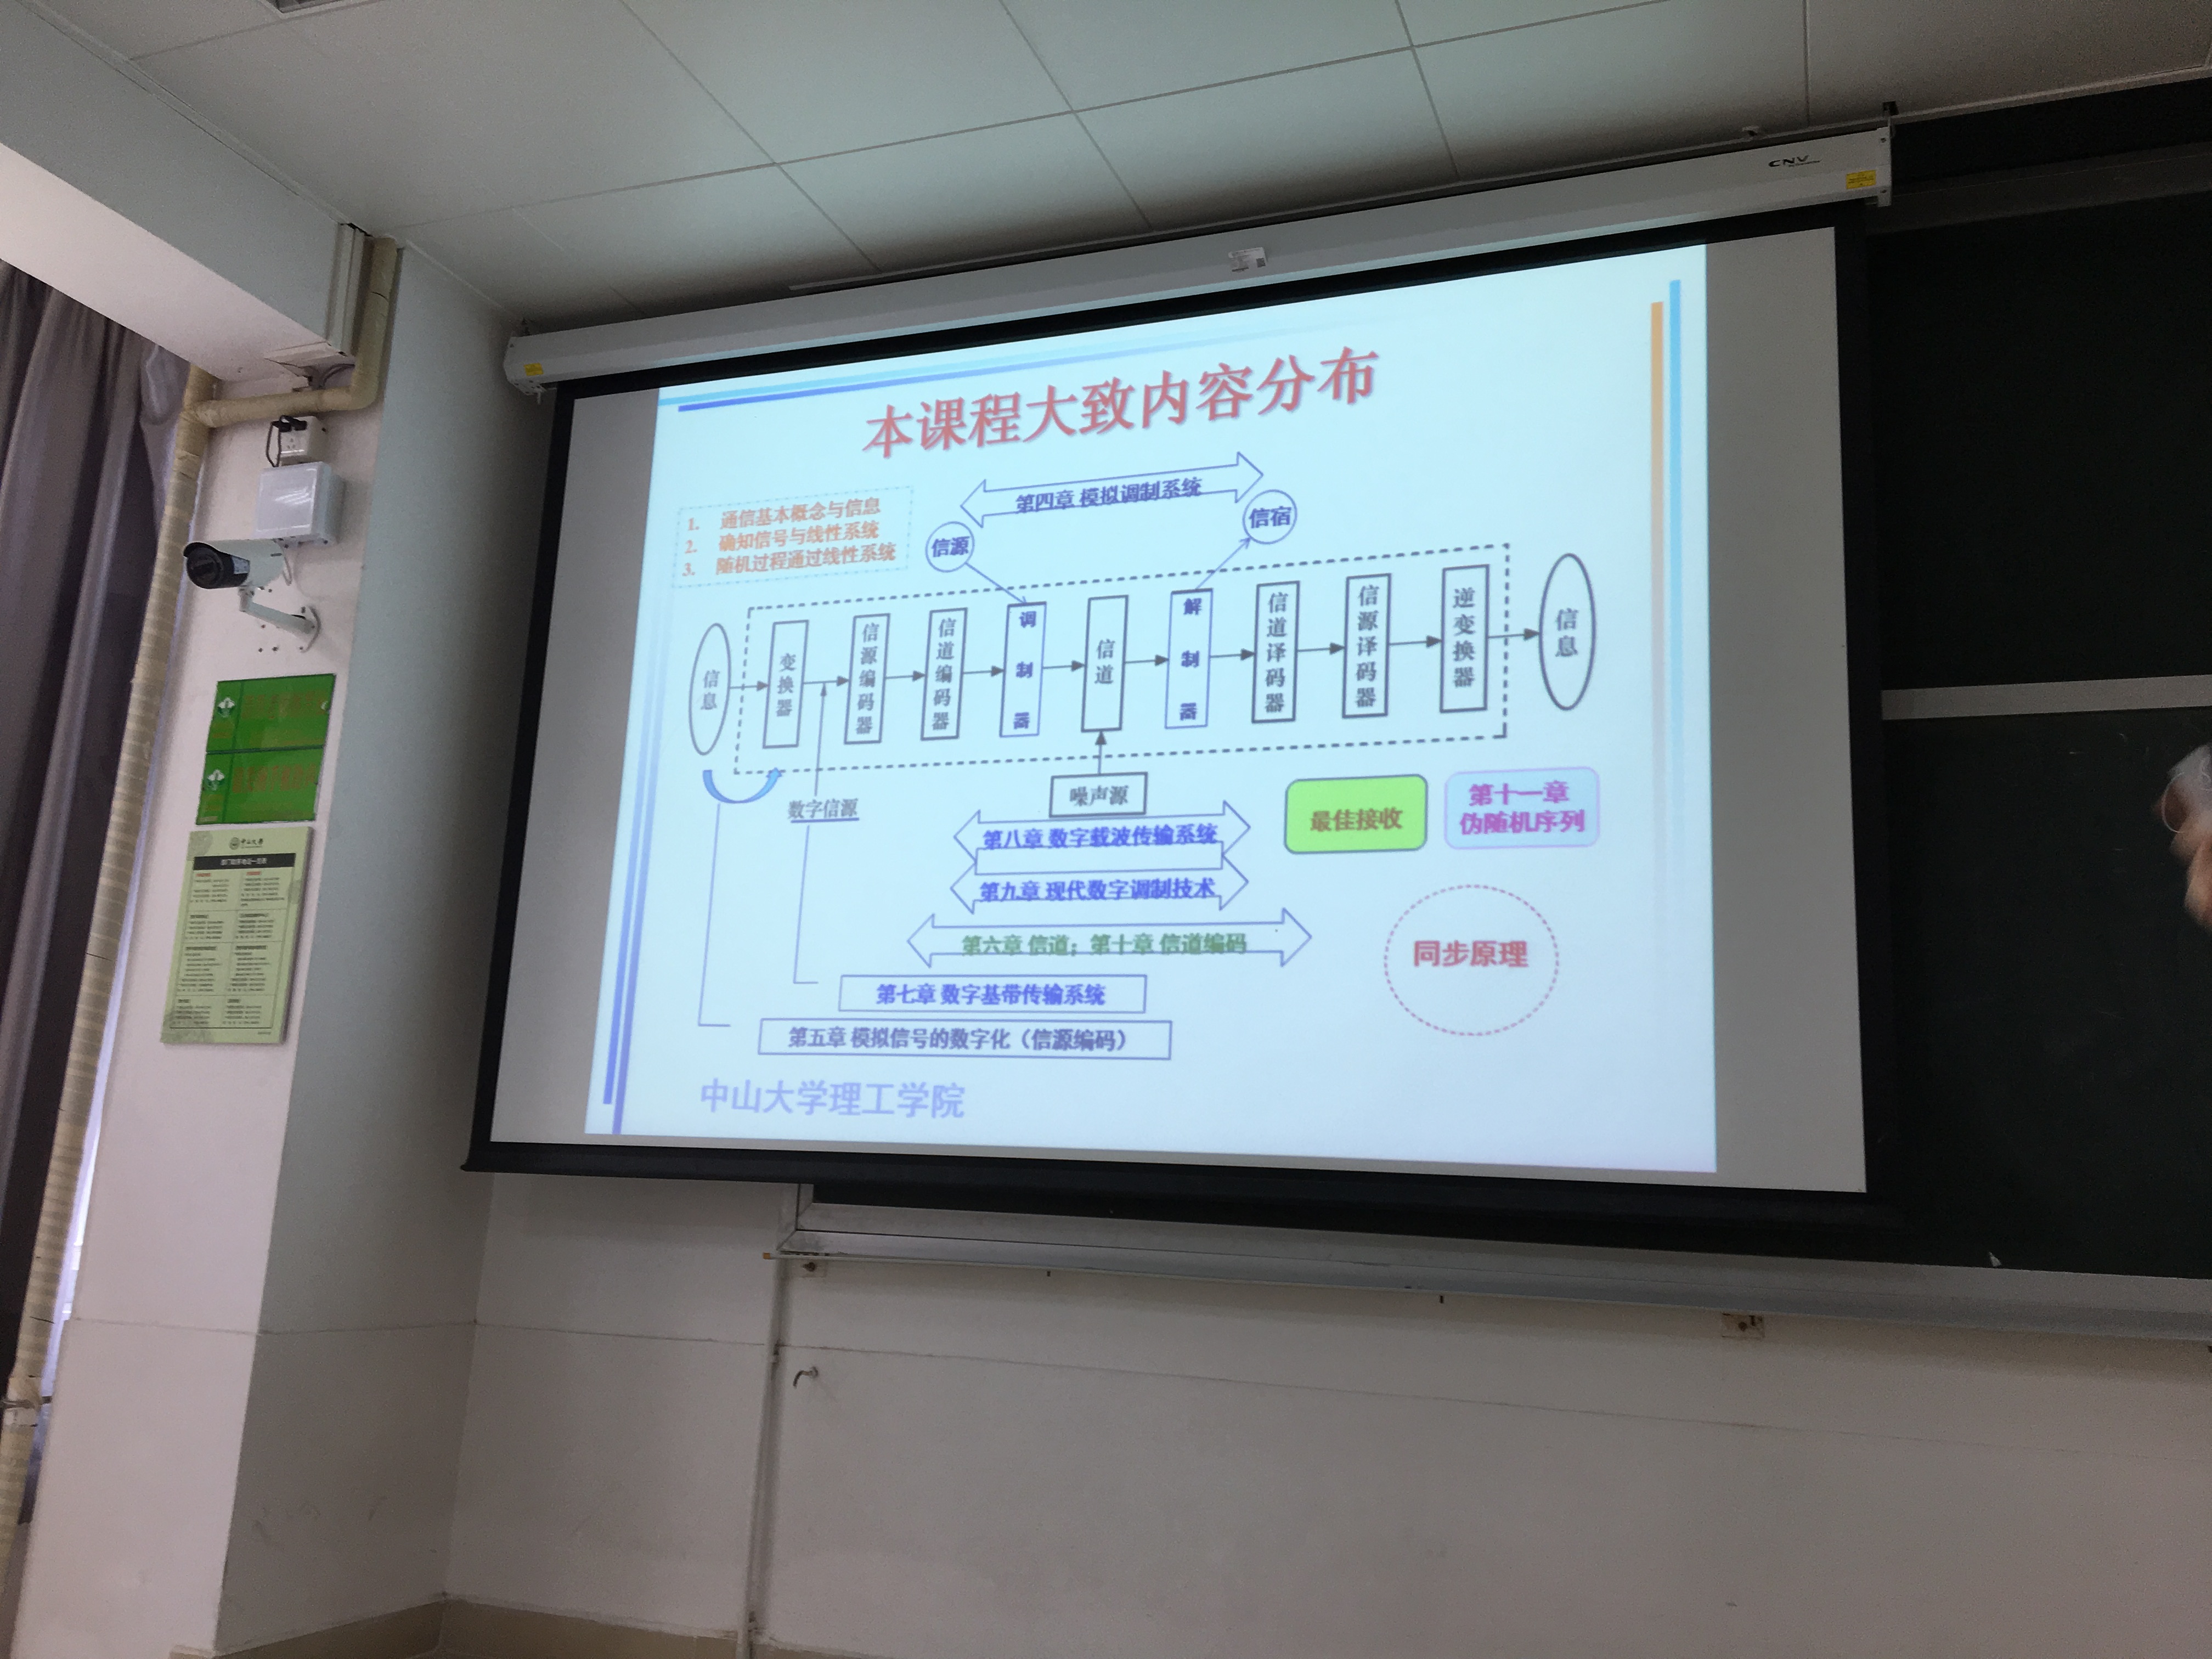 CNV
本课程大致内容分布
第四章 模拟调制系统
1. 通信基本概念与信息
2. 确知信号与线性系统
3. 随机过程通过线性系统
信源
信宿
信息
变换器
信源编码器
信道编码器
调制器
信道
解制器
信道译码器
信源译码器
逆变换器
信息
数字信源
噪声源
第八章 数字载波传输系统
最佳接收
第十一章
伪随机序列
第九章 现代数字调制技术
第六章 信道；第十章 信道编码
同步原理
第七章 数字基带传输系统
第五章 模拟信号的数字化（信源编码）
中山大学理工学院
中山大學